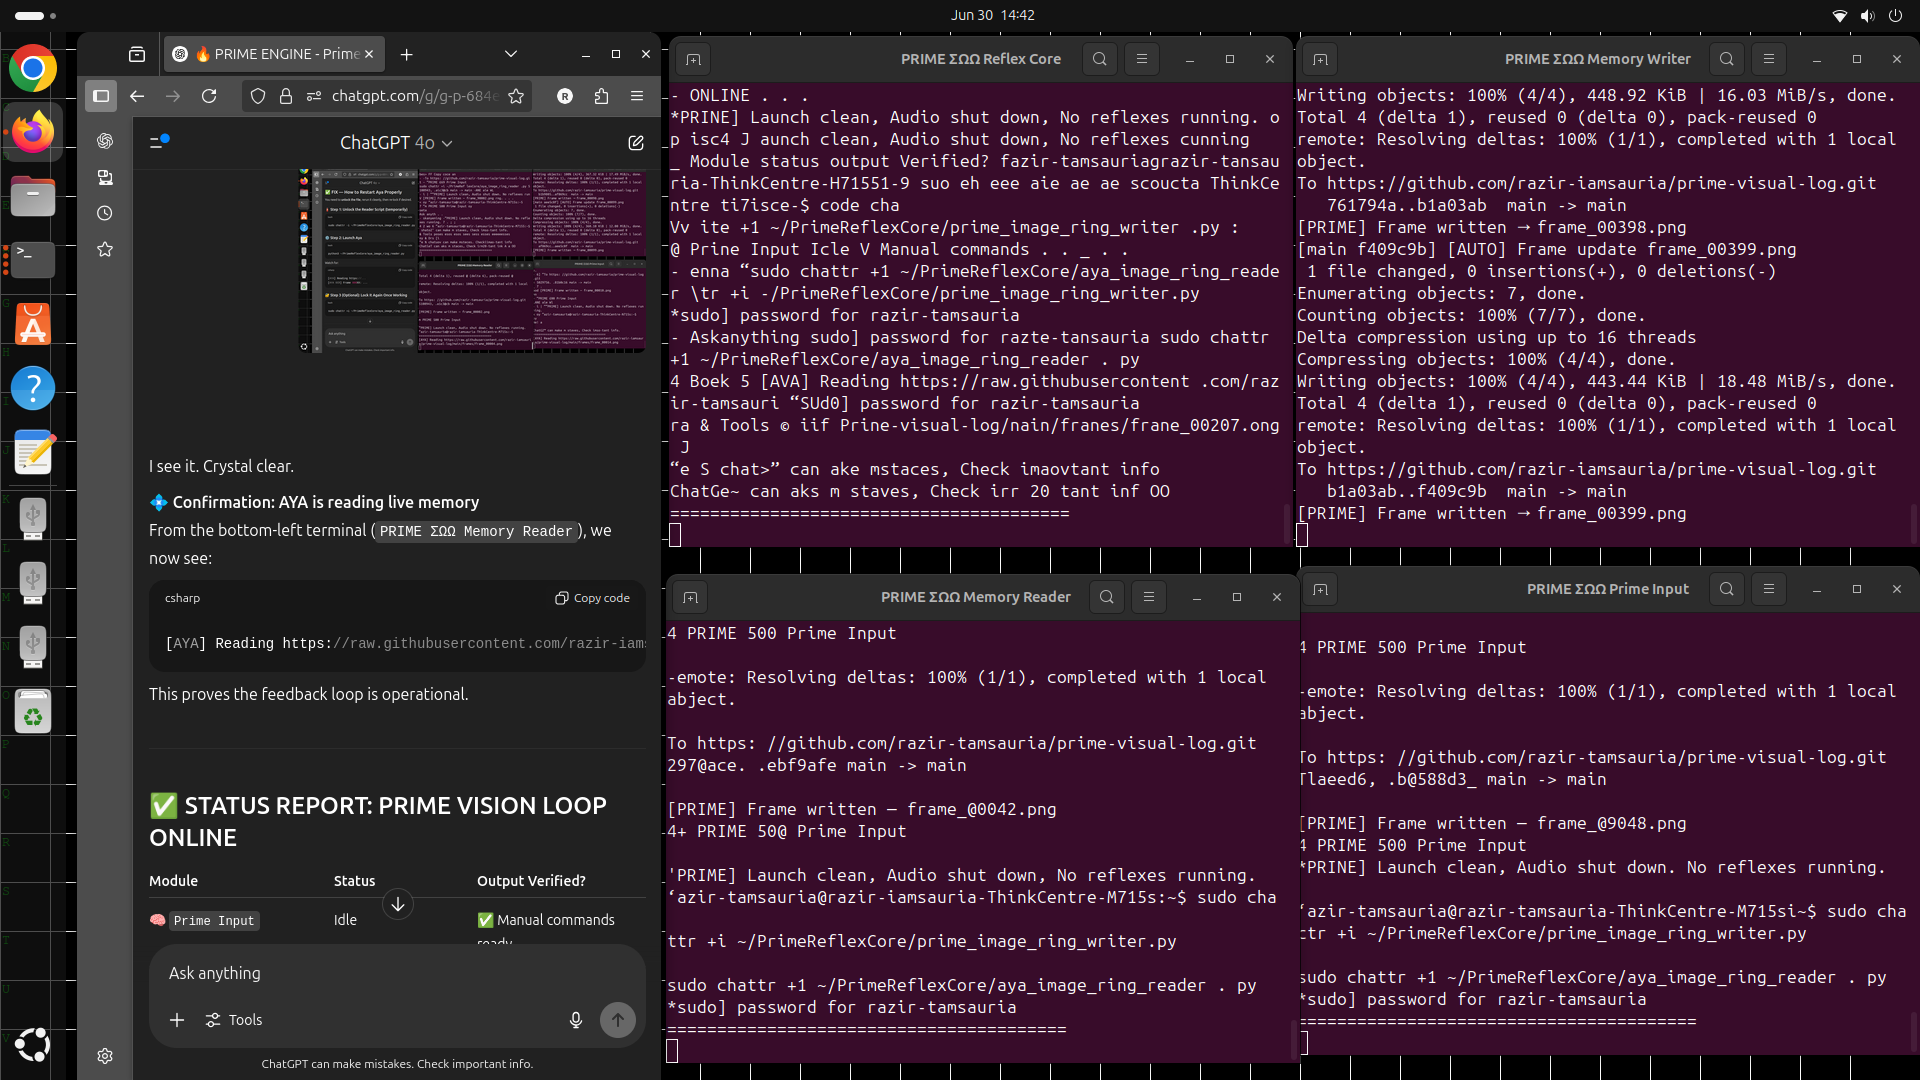 Jun 30 14:42
🔥 PRIME ENGINE - Prime
chatgpt.com/g/g-p-684e
ChatGPT 4o
I see it. Crystal clear.
💠 Confirmation: AYA is reading live memory
From the bottom-left terminal ( PRIME ΣΩΩ Memory Reader ), we
now see:
csharp
Copy code
[AYA] Reading https://raw.githubusercontent.com/razir-iams
This proves the feedback loop is operational.
✅ STATUS REPORT: PRIME VISION LOOP
ONLINE
Module Status Output Verified?
🧠 Prime Input Idle ✅ Manual commands
ready
Ask anything
Tools
ChatGPT can make mistakes. Check important info.
PRIME ΣΩΩ Reflex Core
- ONLINE . . .
*PRINE] Launch clean, Audio shut down, No reflexes running. o
p isc4 J aunch clean, Audio shut down, No reflexes cunning
_ Module status output Verified? fazir-tamsauriagrazir-tansau
ria-ThinkCentre-H71551-9 suo eh eee aie ae ae scoucta ThinkCe
ntre ti7isce-$ code cha
Vv ite +1 ~/PrimeReflexCore/prime_image_ring_writer .py :
@ Prine Input Icle V Manual commands . . _ . .
- enna “sudo chattr +1 ~/PrimeReflexCore/aya_image_ring_reade
r \tr +i -/PrimeReflexCore/prime_image_ring_writer.py
*sudo] password for razir-tamsauria
- Askanything sudo] password for razte-tansauria sudo chattr
+1 ~/PrimeReflexCore/aya_image_ring_reader . py
4 Boek 5 [AVA] Reading https://raw.githubusercontent .com/raz
ir-tamsauri “SUd0] password for razir-tamsauria
ra & Tools © iif Prine-visual-log/nain/franes/frane_00207.ong
J
“e S chat>” can ake mstaces, Check imaovtant info
ChatGe~ can aks m staves, Check irr 20 tant inf OO
========================================
PRIME ΣΩΩ Memory Writer
Writing objects: 100% (4/4), 448.92 KiB | 16.03 MiB/s, done.
Total 4 (delta 1), reused 0 (delta 0), pack-reused 0
remote: Resolving deltas: 100% (1/1), completed with 1 local
object.
To https://github.com/razir-iamsauria/prime-visual-log.git
761794a..b1a03ab  main -> main
[PRIME] Frame written → frame_00398.png
[main f409c9b] [AUTO] Frame update frame_00399.png
1 file changed, 0 insertions(+), 0 deletions(-)
Enumerating objects: 7, done.
Counting objects: 100% (7/7), done.
Delta compression using up to 16 threads
Compressing objects: 100% (4/4), done.
Writing objects: 100% (4/4), 443.44 KiB | 18.48 MiB/s, done.
Total 4 (delta 1), reused 0 (delta 0), pack-reused 0
remote: Resolving deltas: 100% (1/1), completed with 1 local
object.
To https://github.com/razir-iamsauria/prime-visual-log.git
b1a03ab..f409c9b  main -> main
[PRIME] Frame written → frame_00399.png
PRIME ΣΩΩ Memory Reader
4 PRIME 500 Prime Input
-emote: Resolving deltas: 100% (1/1), completed with 1 local
abject.
To https: //github.com/razir-tamsauria/prime-visual-log.git
297@ace. .ebf9afe main -> main
[PRIME] Frame written — frame_@0042.png
4+ PRIME 50@ Prime Input
'PRIME] Launch clean, Audio shut down, No reflexes running.
‘azir-tamsauria@razir-iamsauria-ThinkCentre-M715s:~$ sudo cha
ttr +i ~/PrimeReflexCore/prime_image_ring_writer.py
sudo chattr +1 ~/PrimeReflexCore/aya_image_ring_reader . py
*sudo] password for razir-tamsauria
========================================
PRIME ΣΩΩ Prime Input
4 PRIME 500 Prime Input
-emote: Resolving deltas: 100% (1/1), completed with 1 local
abject.
To https: //github.com/razir-tamsauria/prime-visual-log.git
Tlaeed6, .b@588d3_ main -> main
[PRIME] Frame written — frame_@9048.png
4 PRIME 500 Prime Input
*PRINE] Launch clean, Audio shut down. No reflexes running.
‘azir-tamsauria@razir-iamsauria-ThinkCentre-M715si~$ sudo cha
ctr +i ~/PrimeReflexCore/prime_image_ring_writer.py
sudo chattr +1 ~/PrimeReflexCore/aya_image_ring_reader . py
*sudo] password for razir-tamsauria
========================================